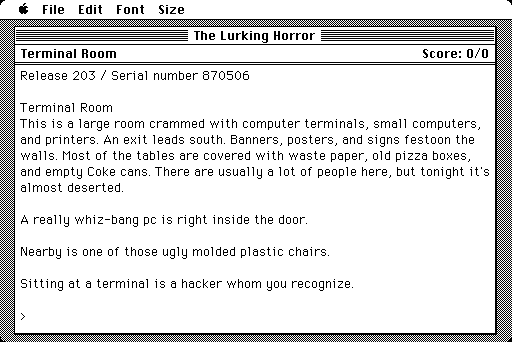 File Edit Font Size
The Lurking Horror
Terminal Room Score: 0/0
Release 203 / Serial number 870506
Terminal Room
This is a large room crammed with computer terminals, small computers,
and printers. An exit leads south. Banners, posters, and signs festoon the
walls. Most of the tables are covered with waste paper, old pizza boxes,
and empty Coke cans. There are usually a lot of people here, but tonight it's
almost deserted.
A really whiz-bang pc is right inside the door.
Nearby is one of those ugly molded plastic chairs.
Sitting at a terminal is a hacker whom you recognize.
>